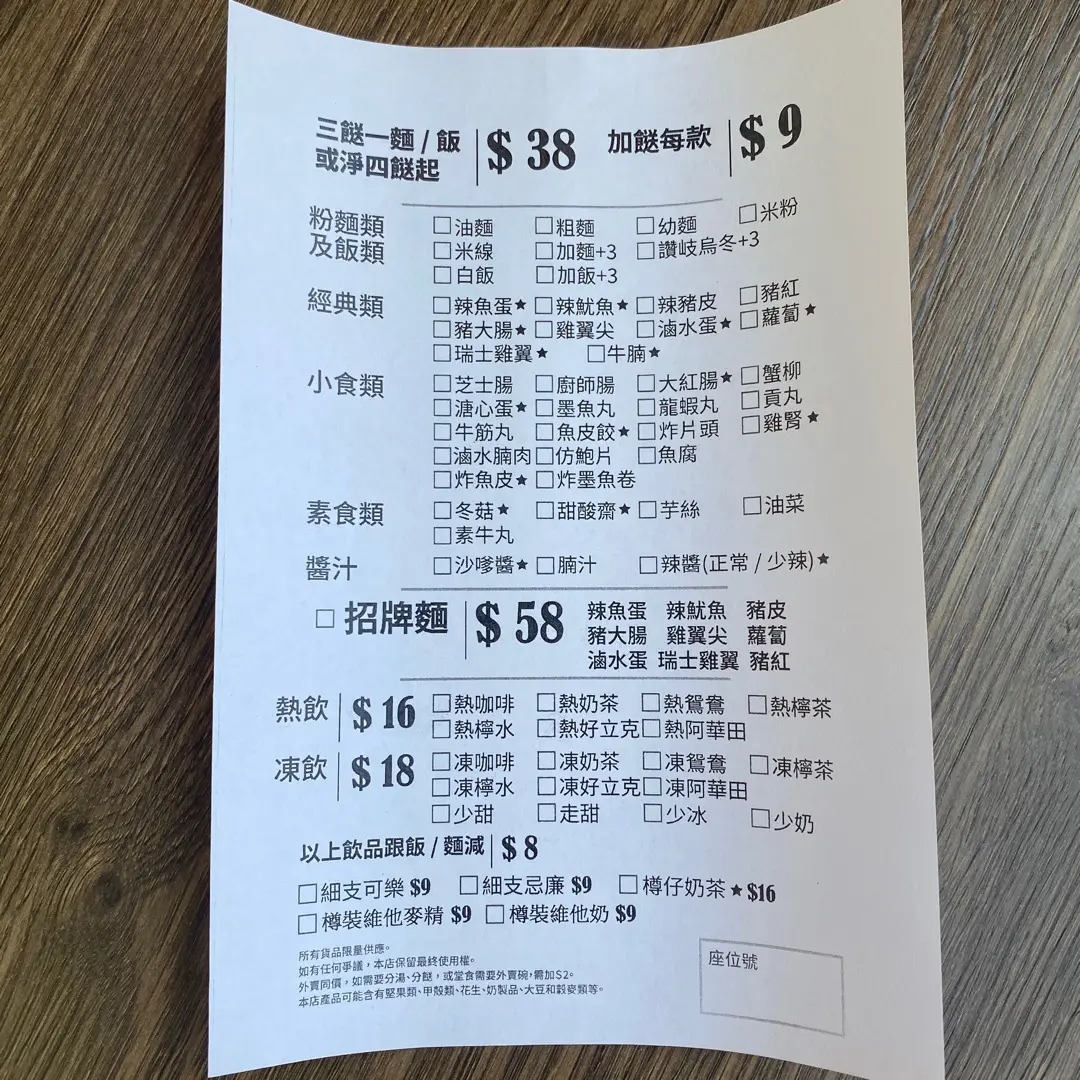 三餸一麵 / 飯 $ 38 加餸每款 $ 9
或淨四餸起
粉麵類 □油麵 □粗麵 □幼麵 □米粉
及飯類 □米線 □加麵+3 □讚岐烏冬+3
□白飯 □加飯+3
經典類 □辣魚蛋★ □辣魷魚★ □辣豬皮 □豬紅
□豬大腸★ □雞翼尖 □滷水蛋★ □蘿蔔★
□瑞士雞翼★ □牛腩★
小食類 □芝士腸 □廚師腸 □大紅腸★ □蟹柳
□溏心蛋★ □墨魚丸 □龍蝦丸 □貢丸
□牛筋丸 □魚皮餃★ □炸片頭 □雞腎★
□滷水腩肉 □仿鮑片 □魚腐
□炸魚皮★ □炸墨魚卷
素食類 □冬菇★ □甜酸齋★ □芋絲 □油菜
□素牛丸
醬汁 □沙嗲醬★ □腩汁 □辣醬(正常 / 少辣)★
□ 招牌麵 $ 58 辣魚蛋 辣魷魚 豬皮
豬大腸 雞翼尖 蘿蔔
滷水蛋 瑞士雞翼 豬紅
熱飲 $ 16 □熱咖啡 □熱奶茶 □熱鴛鴦 □熱檸茶
□熱檸水 □熱好立克 □熱阿華田
凍飲 $ 18 □凍咖啡 □凍奶茶 □凍鴛鴦 □凍檸茶
□凍檸水 □凍好立克 □凍阿華田
□少甜 □走甜 □少冰 □少奶
以上飲品跟飯 / 麵減 $ 8
□細支可樂 $9 □細支忌廉 $9 □樽仔奶茶★$16
□樽裝維他麥精 $9 □樽裝維他奶 $9
所有貨品限量供應。
如有任何爭議，本店保留最終使用權。
外賣同價，如需要分湯、分餸，或堂食需要外賣碗，需加$2。
本店產品可能含有堅果類、甲殼類、花生、奶製品、大豆和穀麥類等。
座位號